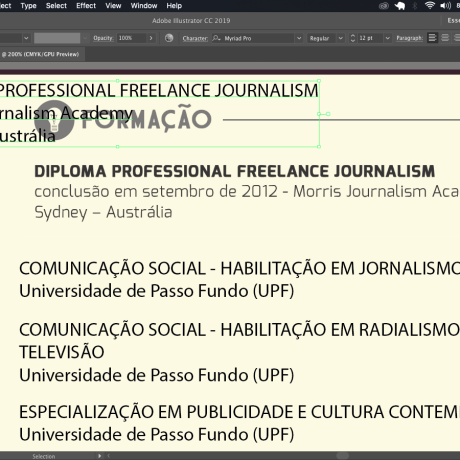 ject Type Select Effect View Window Help
Adobe Illustrator CC 2019
Esse
Opacity: 100% Character: Myriad Pro Regular 12 pt Paragraph:
@ 200% (CMYK/GPU Preview)
PROFESSIONAL FREELANCE JOURNALISM
rnalism Academy
ustrália
FORMAÇÃO
DIPLOMA PROFESSIONAL FREELANCE JOURNALISM
conclusão em setembro de 2012 - Morris Journalism Aca
Sydney – Austrália
COMUNICAÇÃO SOCIAL - HABILITAÇÃO EM JORNALISMO
Universidade de Passo Fundo (UPF)
COMUNICAÇÃO SOCIAL - HABILITAÇÃO EM RADIALISMO
TELEVISÃO
Universidade de Passo Fundo (UPF)
ESPECIALIZAÇÃO EM PUBLICIDADE E CULTURA CONTEM
Universidade de Passo Fundo (UPF)
Selection